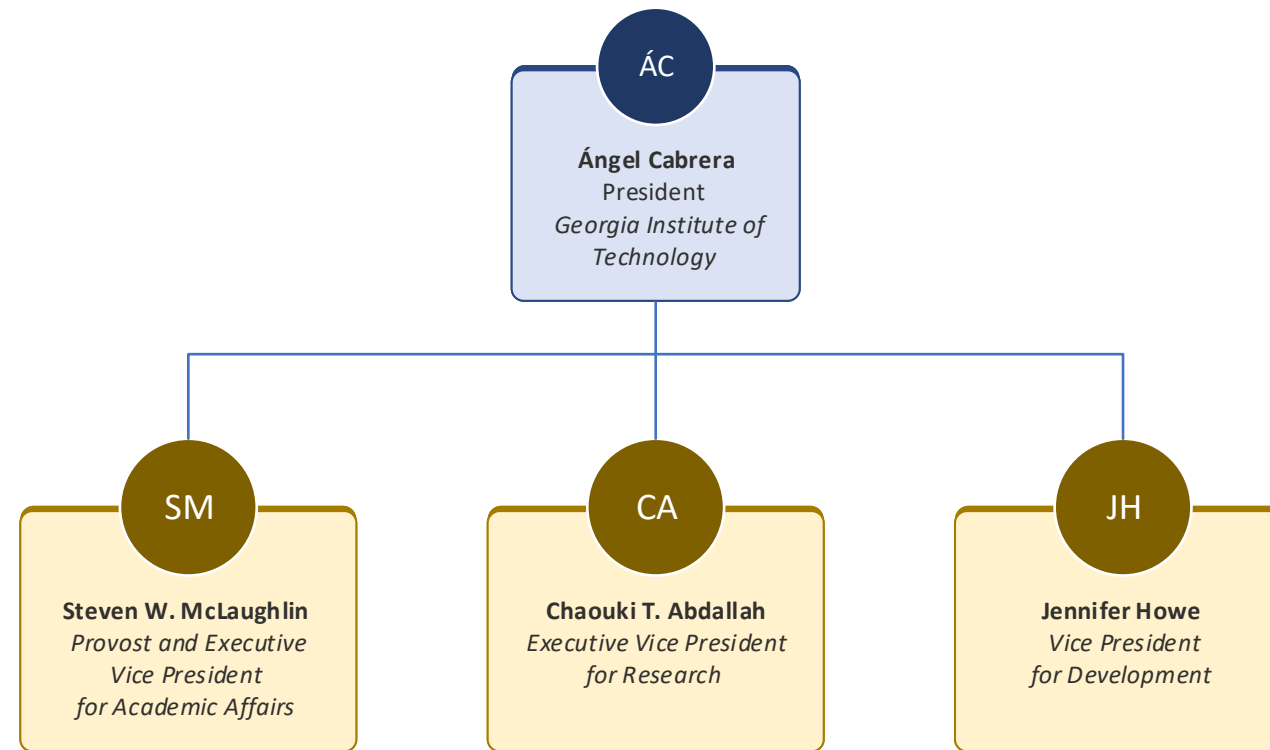 ÁC
Ángel Cabrera
President
Georgia Institute of
Technology
SM
Steven W. McLaughlin
Provost and Executive
Vice President
for Academic Affairs
CA
Chaouki T. Abdallah
Executive Vice President
for Research
JH
Jennifer Howe
Vice President
for Development